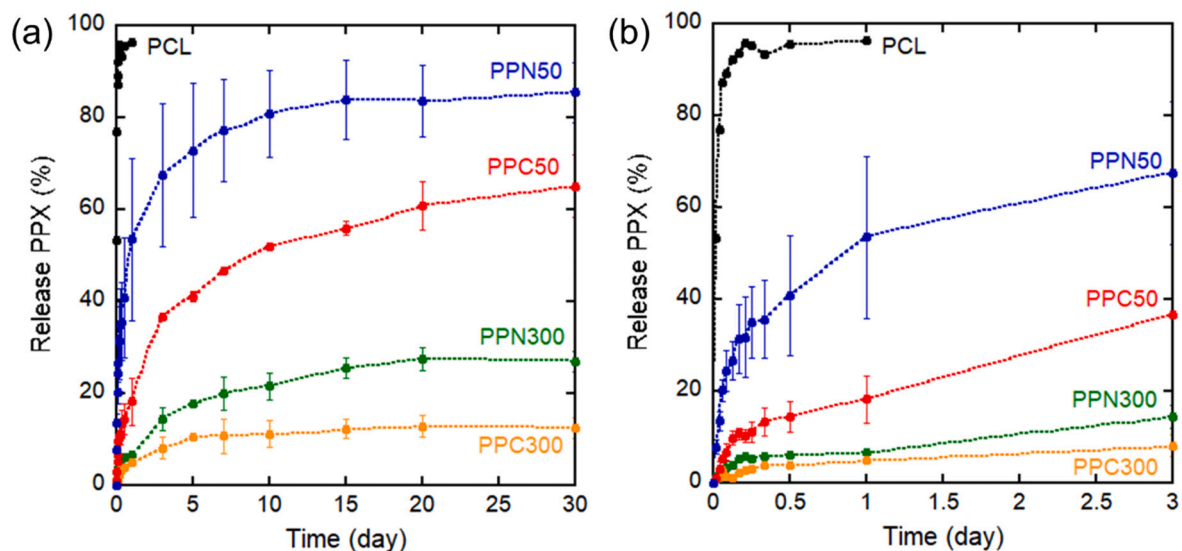 (a)
100
80
60
40
20
0
Release PPX (%)
PCL
PPN50
PPC50
PPN300
PPC300
0 5 10 15 20 25 30
Time (day)
(b)
100
80
60
40
20
0
Release PPX (%)
PCL
PPN50
PPC50
PPN300
PPC300
0 0.5 1 1.5 2 2.5 3
Time (day)